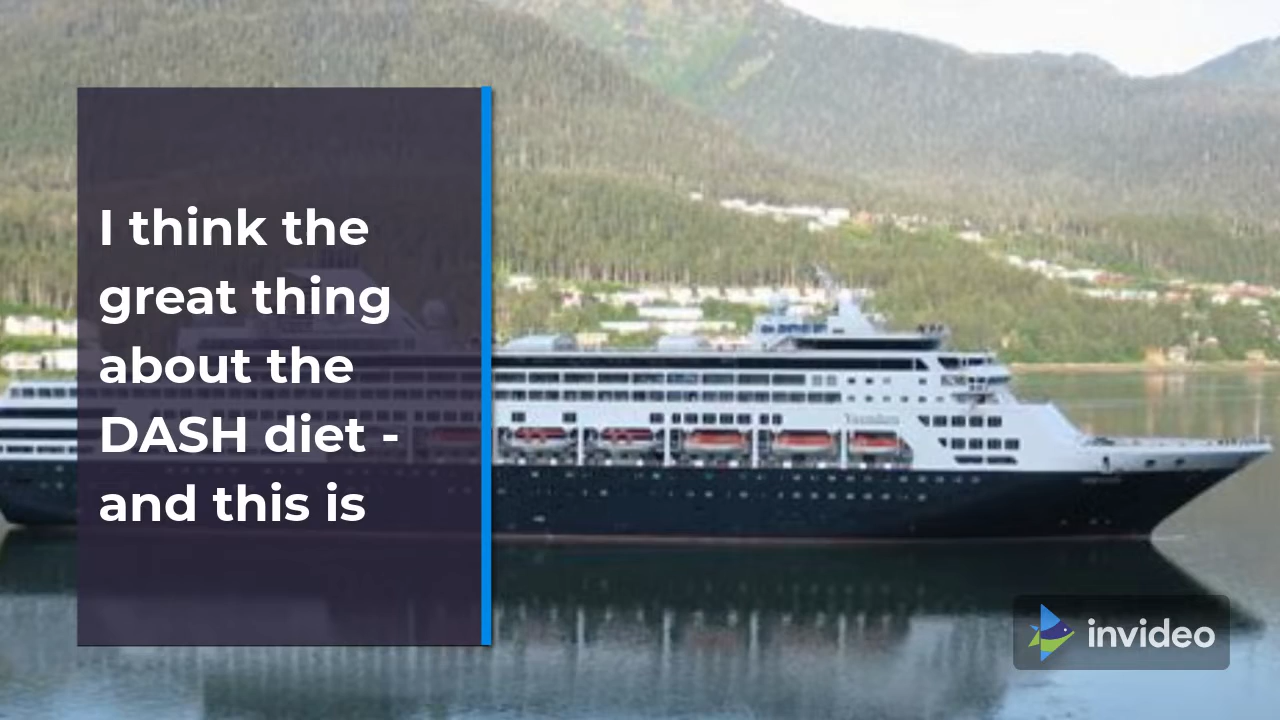 I think the
great thing
about the
DASH diet -
and this is
invideo